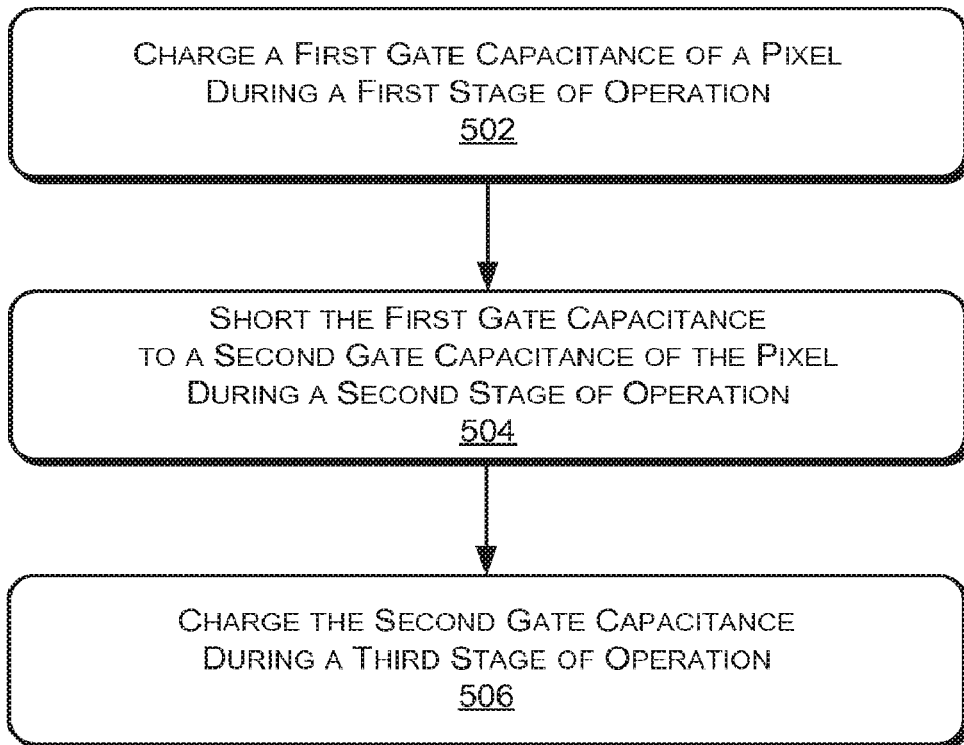 CHARGE A FIRST GATE CAPACITANCE OF A PIXEL
DURING A FIRST STAGE OF OPERATION
502
SHORT THE FIRST GATE CAPACITANCE
TO A SECOND GATE CAPACITANCE OF THE PIXEL
DURING A SECOND STAGE OF OPERATION
504
CHARGE THE SECOND GATE CAPACITANCE
DURING A THIRD STAGE OF OPERATION
506